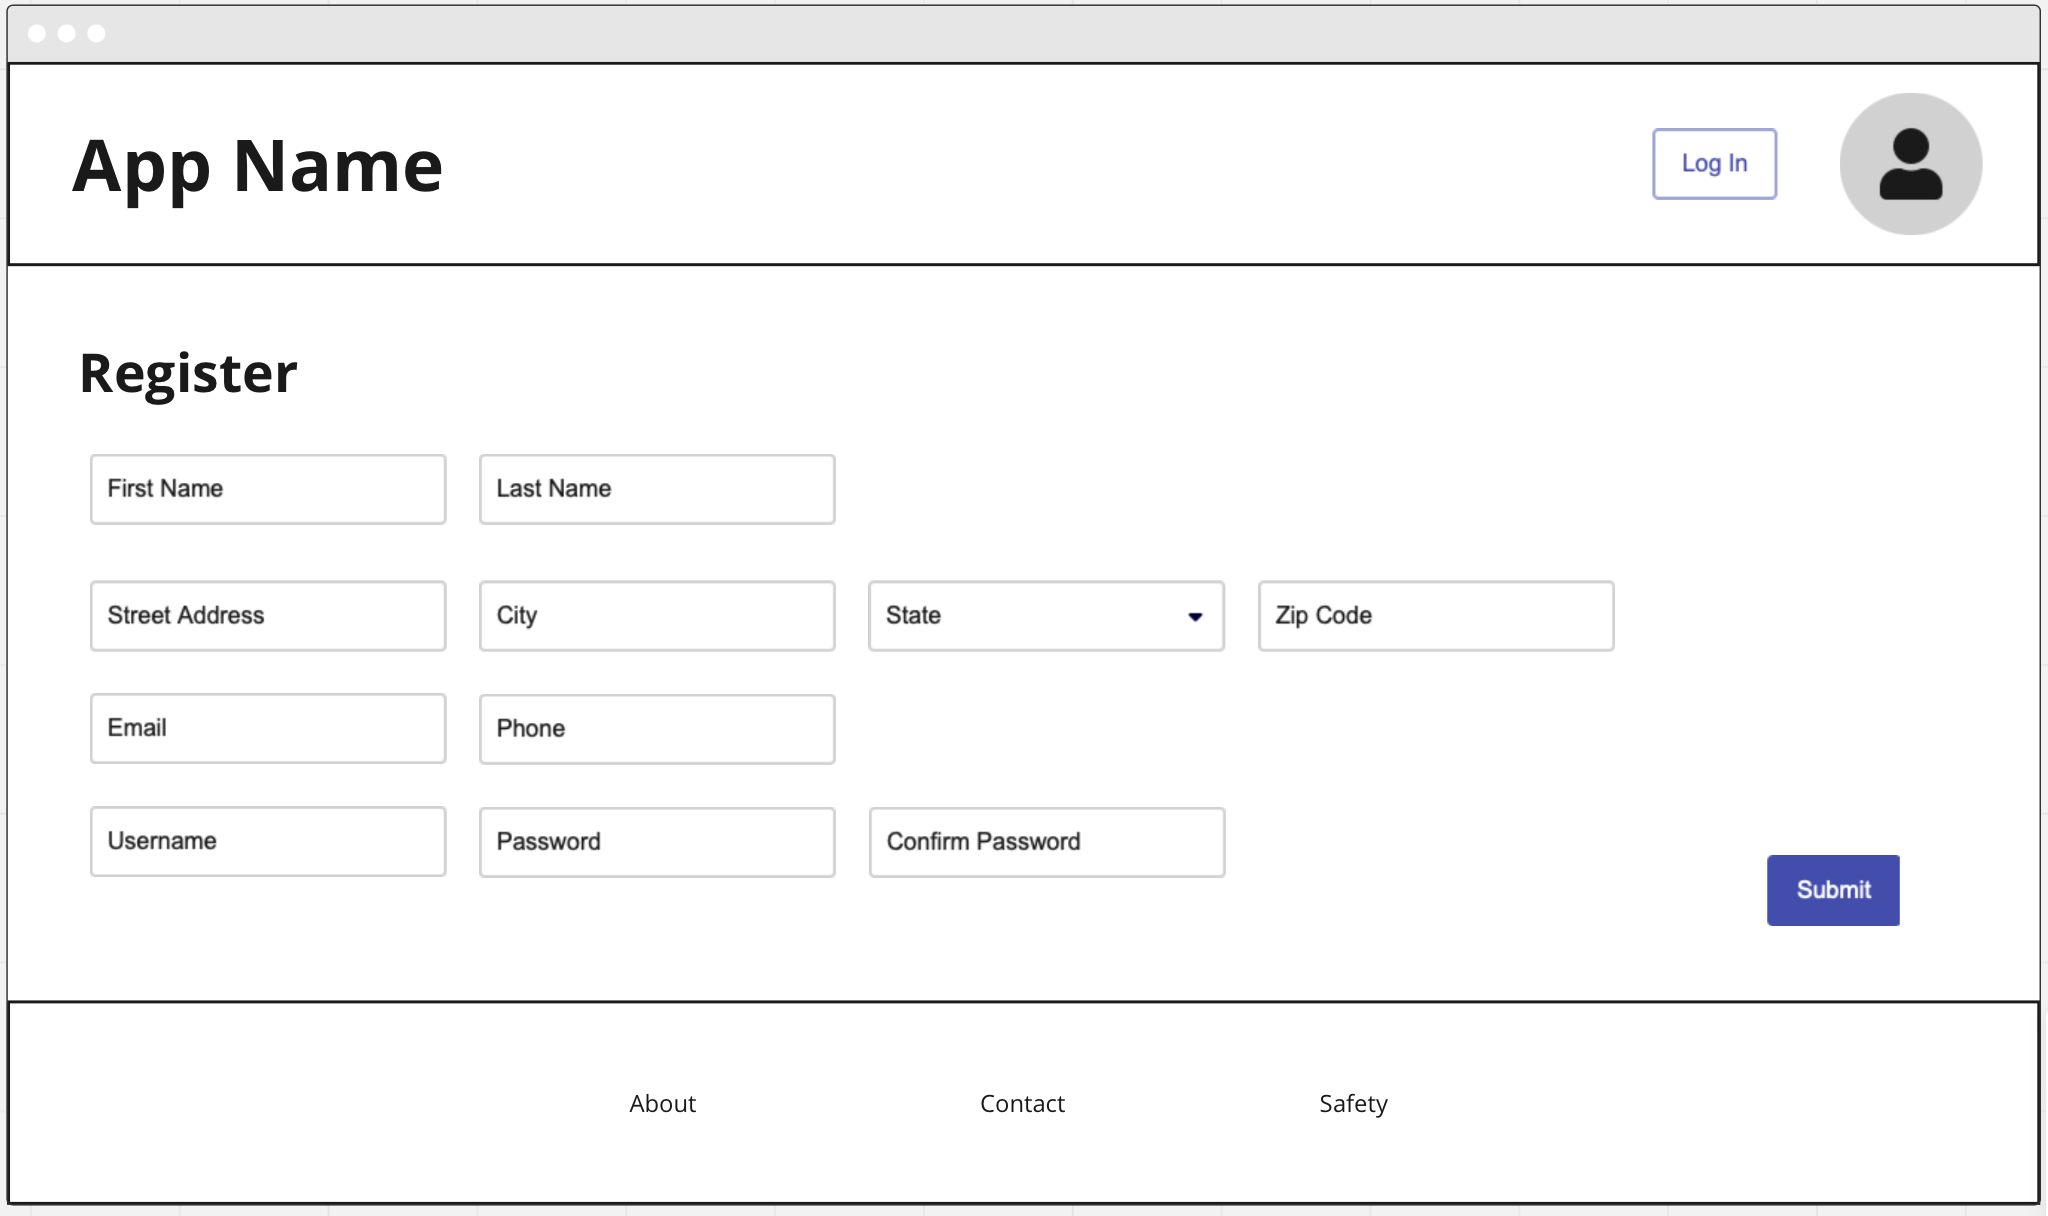 App Name
Log In
Register
First Name
Last Name
Street Address
City
State
Zip Code
Email
Phone
Username
Password
Confirm Password
Submit
About
Contact
Safety